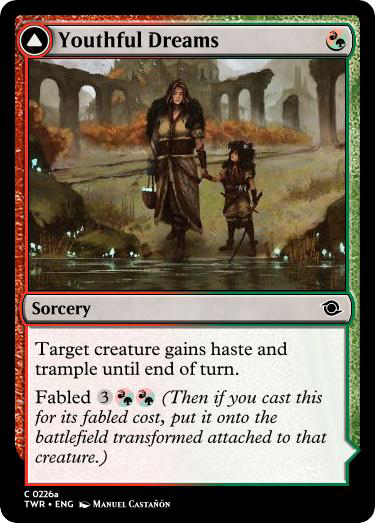 Youthful Dreams
Sorcery
Target creature gains haste and
trample until end of turn.
Fabled 3 (Then if you cast this
for its fabled cost, put it onto the
battlefield transformed attached to that
creature.)
C 0226a
TWR • ENG Manuel Castañón